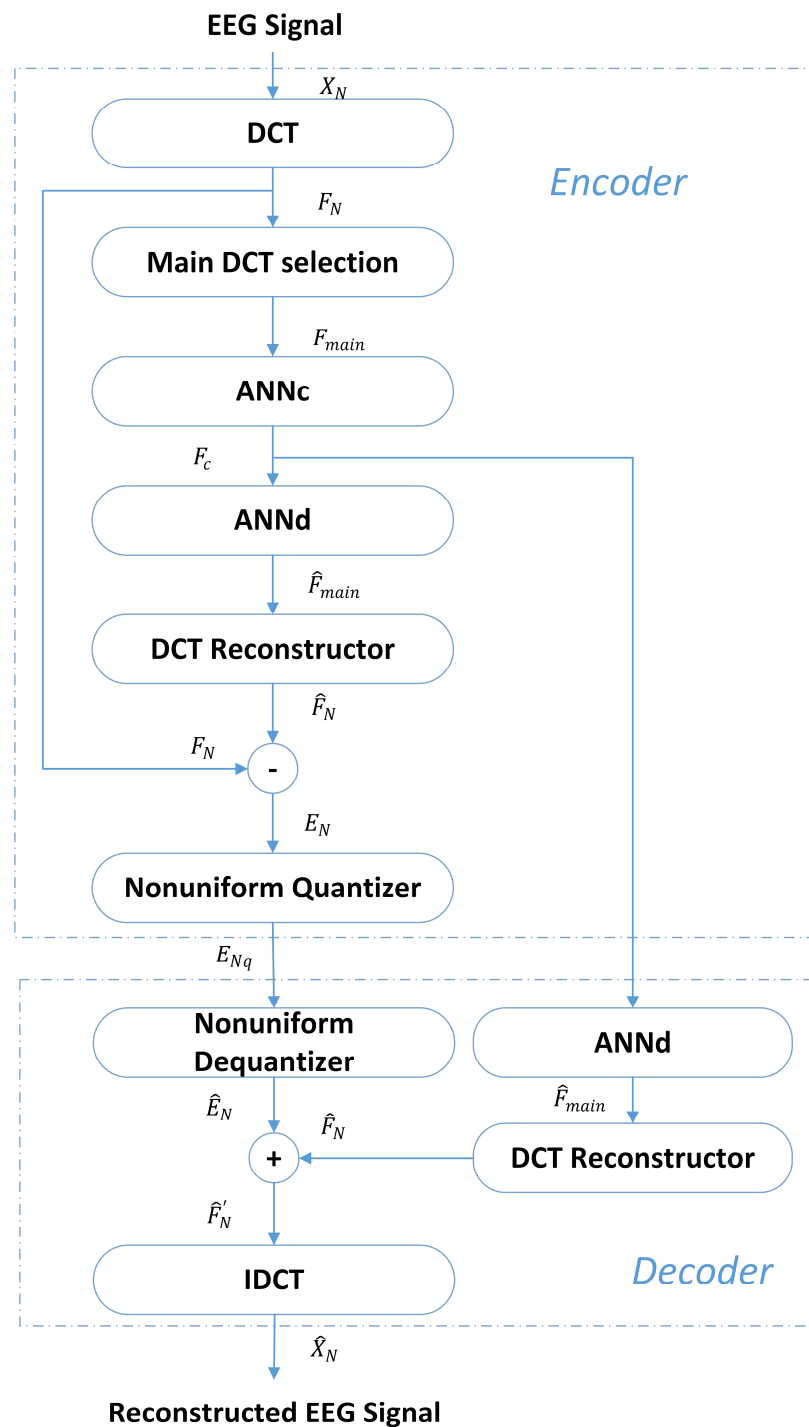 EEG Signal
X_N
DCT
Encoder
F_N
Main DCT selection
F_main
ANNc
F_c
ANNd
F̂_main
DCT Reconstructor
F̂_N
F_N
-
E_N
Nonuniform Quantizer
E_Nq
Nonuniform
Dequantizer
ANNd
Ê_N
F̂_main
F̂_N
+
DCT Reconstructor
F̂'_N
IDCT
Decoder
X̂_N
Reconstructed EEG Signal